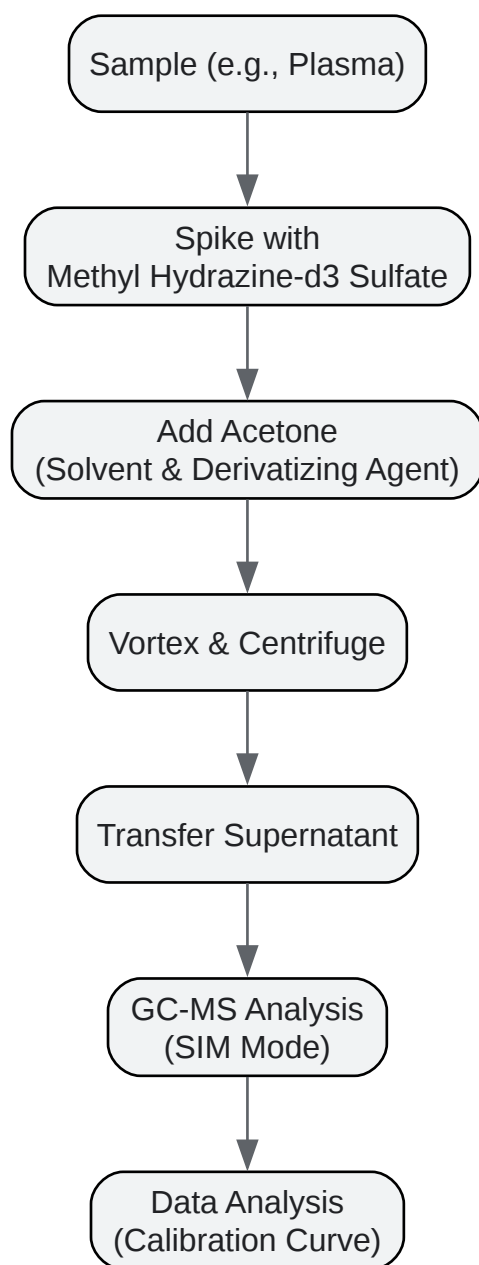 Sample (e.g., Plasma)
Spike with
Methyl Hydrazine-d3 Sulfate
Add Acetone
(Solvent & Derivatizing Agent)
Vortex & Centrifuge
Transfer Supernatant
GC-MS Analysis
(SIM Mode)
Data Analysis
(Calibration Curve)